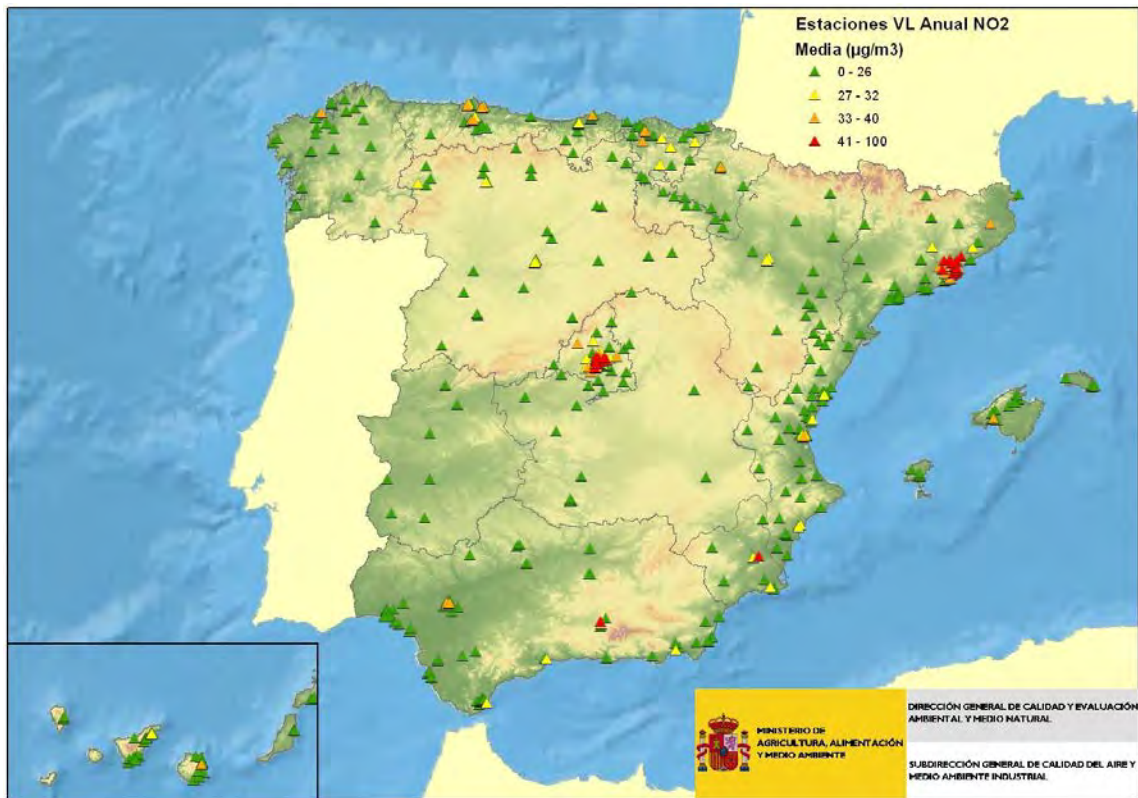 Estaciones VL Anual NO2
Media (µg/m3)
0 - 26
27 - 32
33 - 40
41 - 100
MINISTERIO DE
AGRICULTURA, ALIMENTACIÓN
Y MEDIO AMBIENTE
DIRECCIÓN GENERAL DE CALIDAD Y EVALUACIÓN
AMBIENTAL Y MEDIO NATURAL
SUBDIRECCIÓN GENERAL DE CALIDAD DEL AIRE Y
MEDIO AMBIENTE INDUSTRIAL